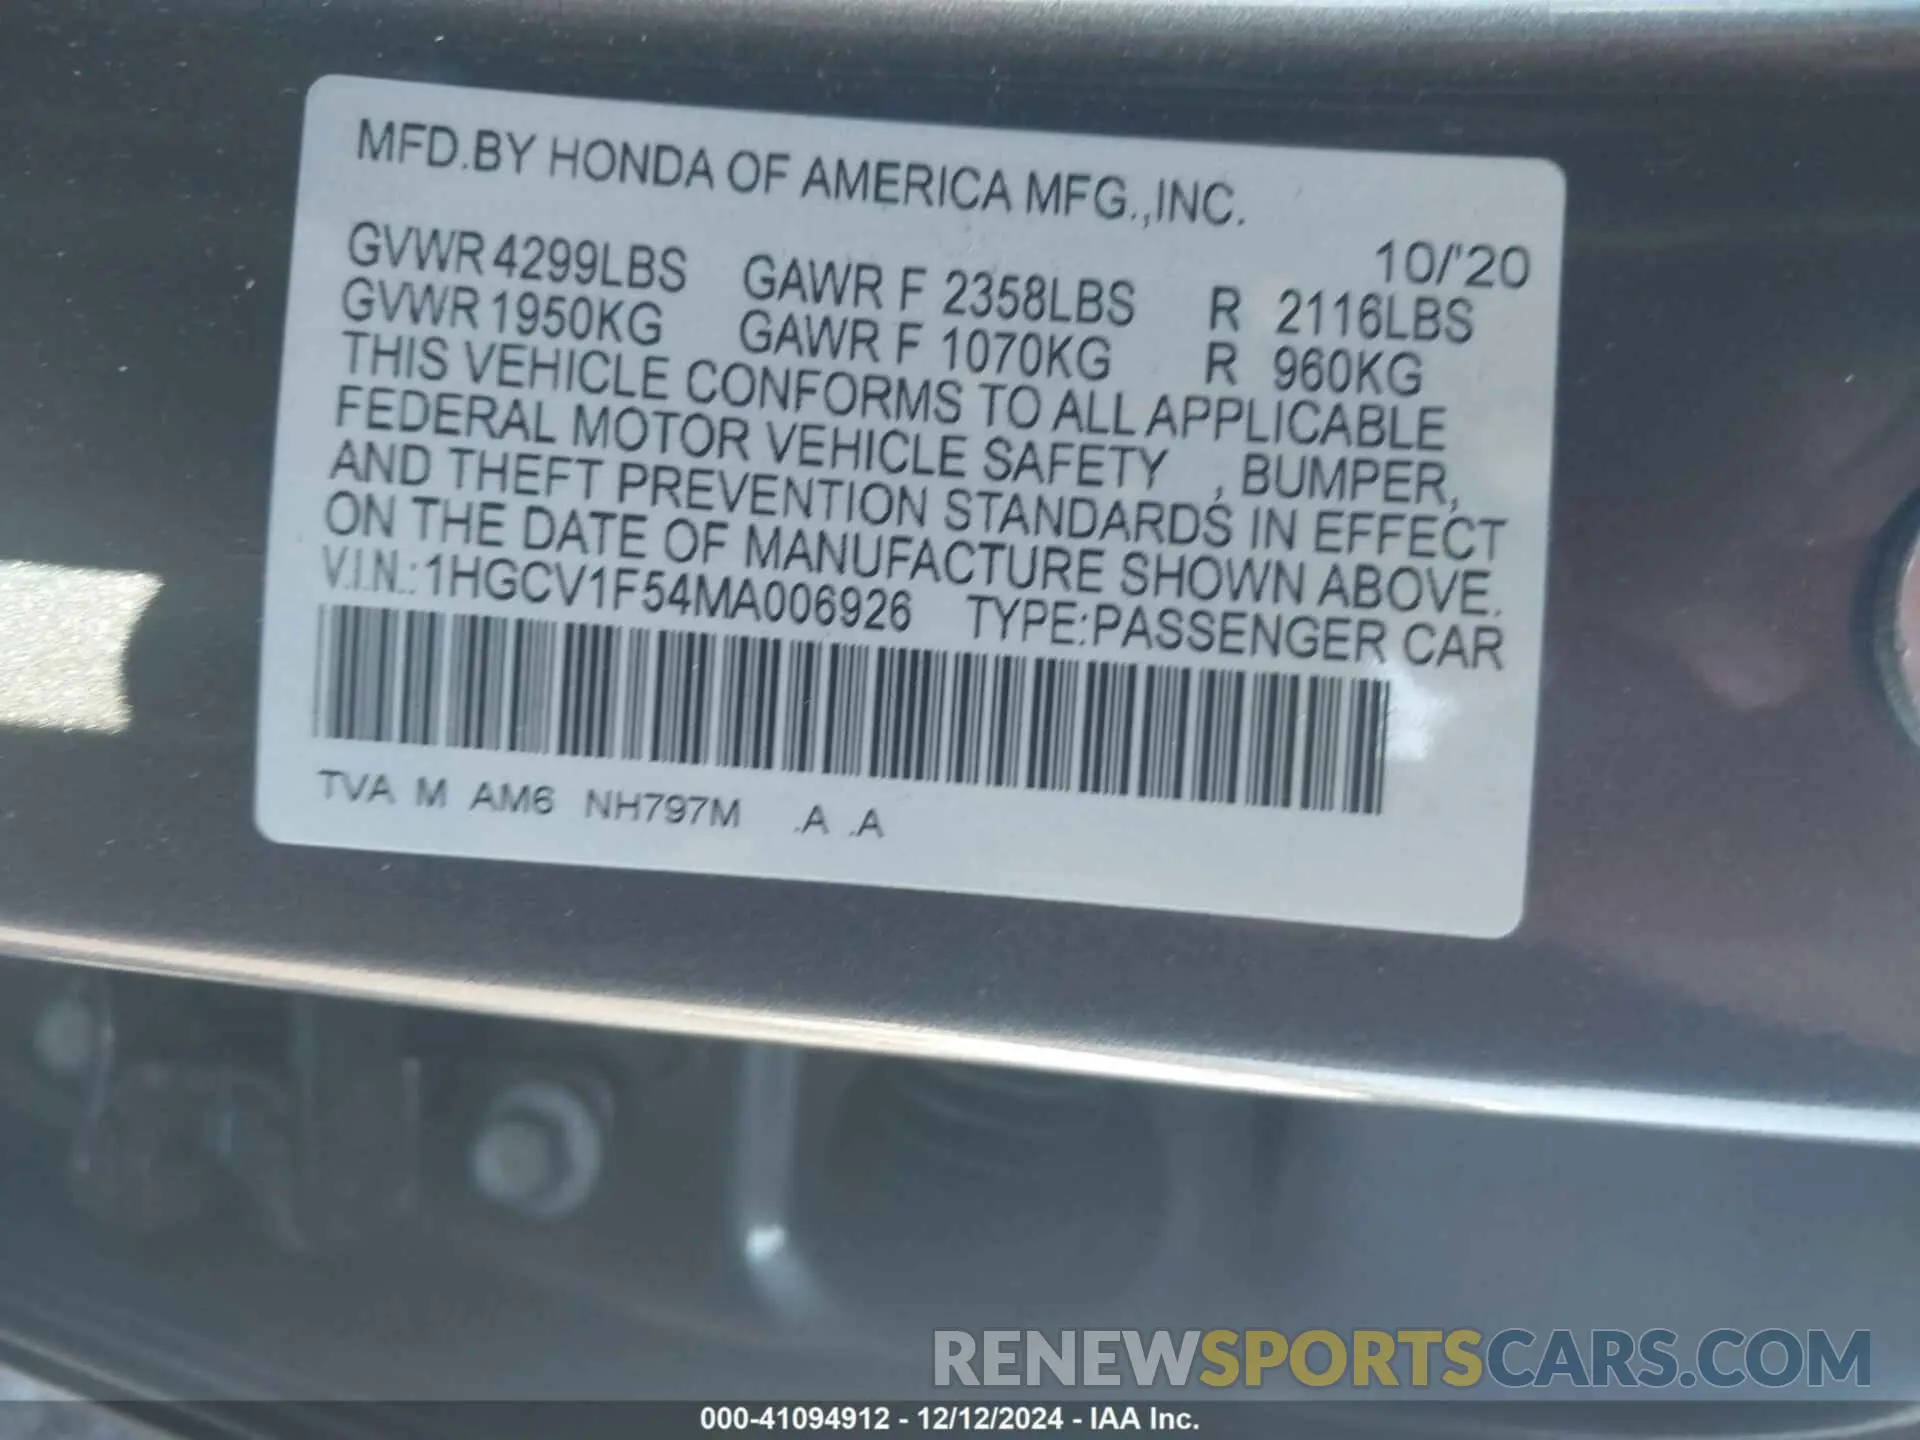 MFD.BY HONDA OF AMERICA MFG.,INC.
10/'20
GVWR 4299LBS GAWR F 2358LBS R 2116LBS
GVWR 1950KG GAWR F 1070KG R 960KG
THIS VEHICLE CONFORMS TO ALL APPLICABLE
FEDERAL MOTOR VEHICLE SAFETY , BUMPER,
AND THEFT PREVENTION STANDARDS IN EFFECT
ON THE DATE OF MANUFACTURE SHOWN ABOVE.
V.I.N.:1HGCV1F54MA006926 TYPE:PASSENGER CAR
TVA M AM6 NH797M .A .A
RENEWSPORTSCARS.COM
000-41094912 - 12/12/2024 - IAA Inc.